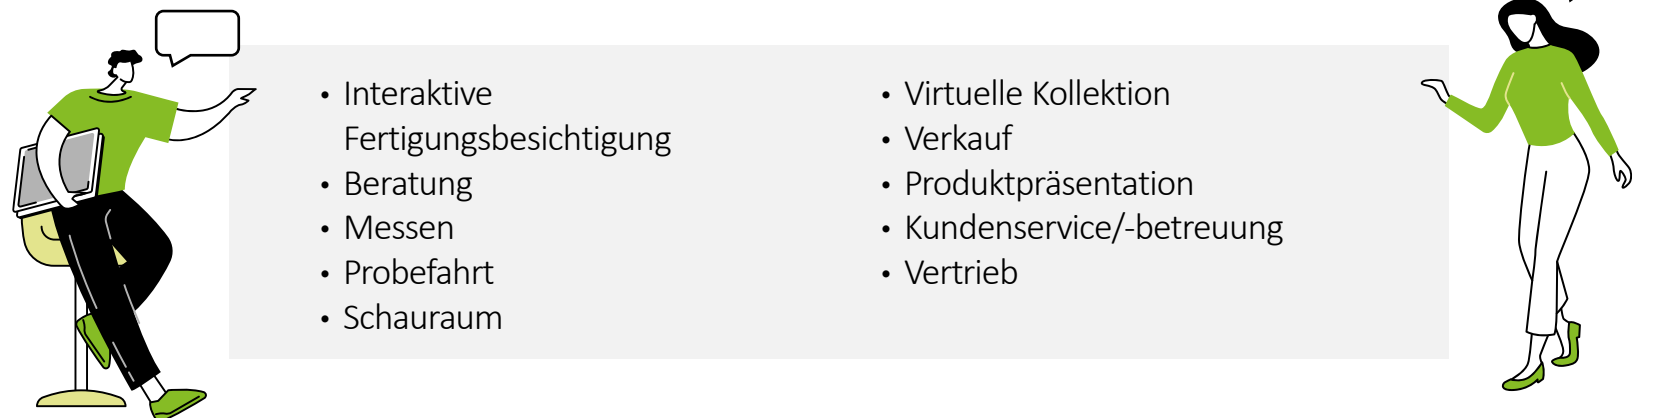 • Interaktive
Fertigungsbesichtigung
• Beratung
• Messen
• Probefahrt
• Schauraum
• Virtuelle Kollektion
• Verkauf
• Produktpräsentation
• Kundenservice/-betreuung
• Vertrieb